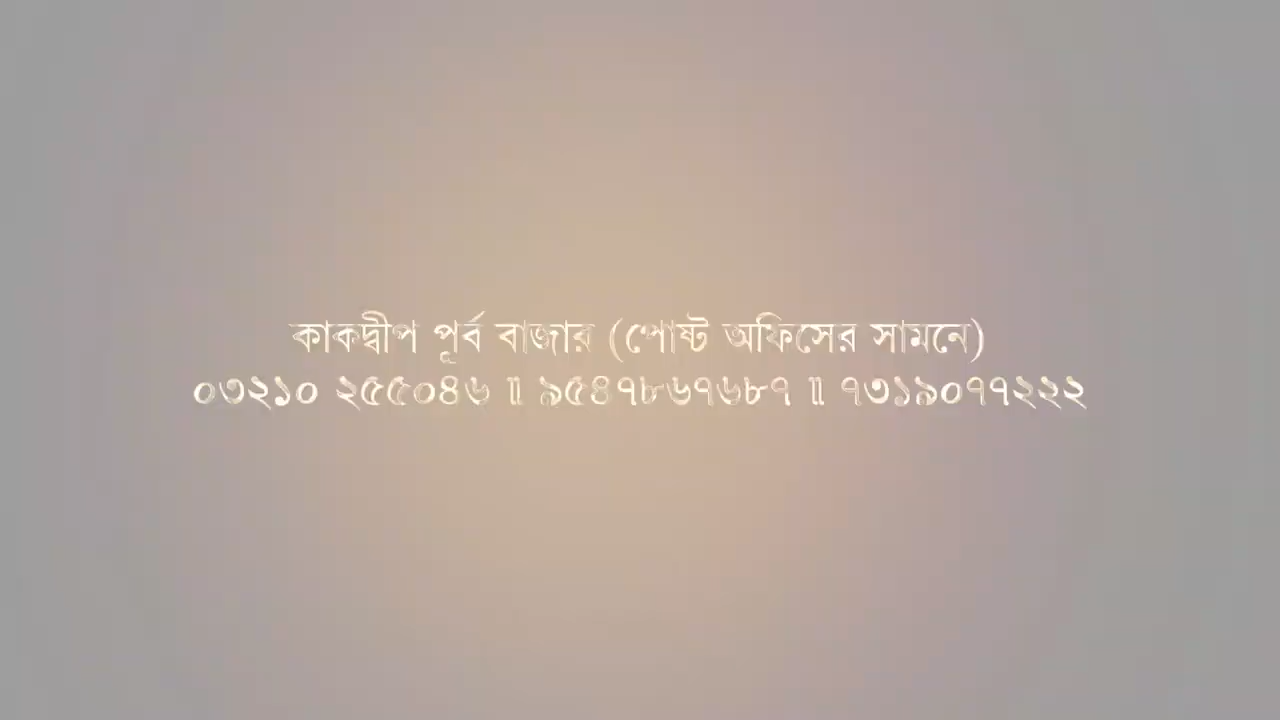 কাকদ্বীপ পূর্ব বাজার (পোষ্ট অফিসের সামনে)
০৩২১০ ২৫৫০৪৬ ॥ ৯৫৪৭৮৬৭৬৮৭ ॥ ৭৩১৯০৭৭২২২